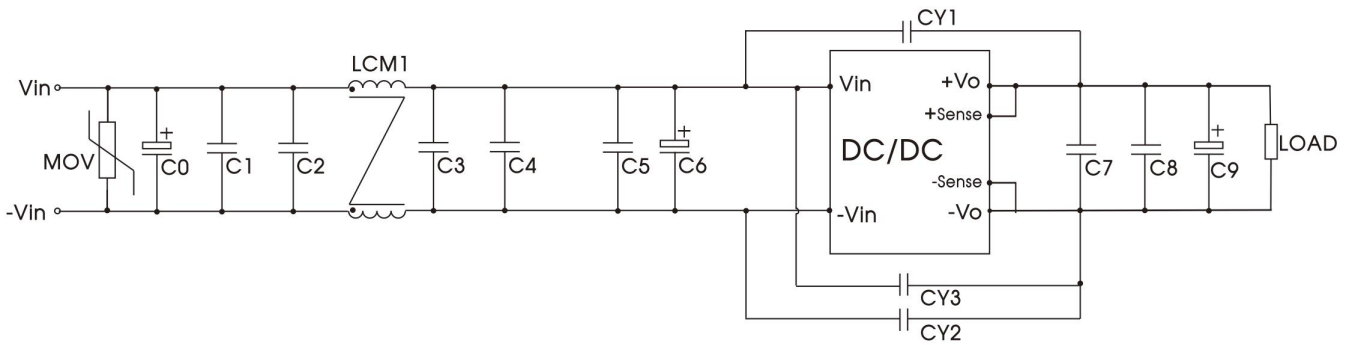 CY1
LCM1
Vin
-Vin
MOV
+
C0
C1
C2
C3
C4
C5
+
C6
Vin
+Vo
+Sense
DC/DC
-Sense
-Vin
-Vo
C7
C8
+
C9
LOAD
CY3
CY2